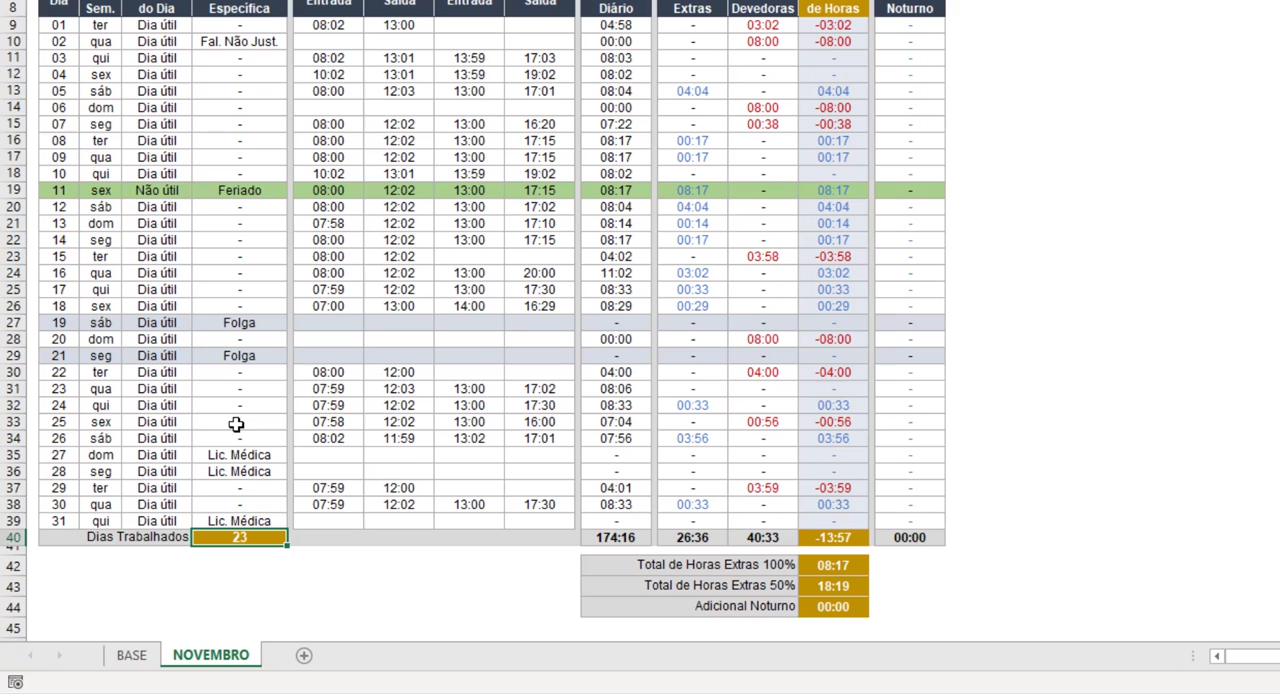 8 Dia Sem. do Dia Específica Entrada Saída Entrada Saída Diário Extras Devedoras de Horas Noturno
9 01 ter Dia útil - 08:02 13:00 04:58 - 03:02 -03:02 -
10 02 qua Dia útil Fal. Não Just. 00:00 - 08:00 -08:00 -
11 03 qui Dia útil - 08:02 13:01 13:59 17:03 08:03 - - - -
12 04 sex Dia útil - 10:02 13:01 13:59 19:02 08:02 - - - -
13 05 sáb Dia útil - 08:00 12:03 13:00 17:01 08:04 04:04 - 04:04 -
14 06 dom Dia útil - 00:00 - 08:00 -08:00 -
15 07 seg Dia útil - 08:00 12:02 13:00 16:20 07:22 - 00:38 -00:38 -
16 08 ter Dia útil - 08:00 12:02 13:00 17:15 08:17 00:17 - 00:17 -
17 09 qua Dia útil - 08:00 12:02 13:00 17:15 08:17 00:17 - 00:17 -
18 10 qui Dia útil - 10:02 13:01 13:59 19:02 08:02 - - - -
19 11 sex Não útil Feriado 08:00 12:02 13:00 17:15 08:17 08:17 - 08:17 -
20 12 sáb Dia útil - 08:00 12:02 13:00 17:02 08:04 04:04 - 04:04 -
21 13 dom Dia útil - 07:58 12:02 13:00 17:10 08:14 00:14 - 00:14 -
22 14 seg Dia útil - 08:00 12:02 13:00 17:15 08:17 00:17 - 00:17 -
23 15 ter Dia útil - 08:00 12:02 04:02 - 03:58 -03:58 -
24 16 qua Dia útil - 08:00 12:02 13:00 20:00 11:02 03:02 - 03:02 -
25 17 qui Dia útil - 07:59 12:02 13:00 17:30 08:33 00:33 - 00:33 -
26 18 sex Dia útil - 07:00 13:00 14:00 16:29 08:29 00:29 - 00:29 -
27 19 sáb Dia útil Folga - - - - -
28 20 dom Dia útil - 00:00 - 08:00 -08:00 -
29 21 seg Dia útil Folga - - - - -
30 22 ter Dia útil - 08:00 12:00 04:00 - 04:00 -04:00 -
31 23 qua Dia útil - 07:59 12:03 13:00 17:02 08:06 - - - -
32 24 qui Dia útil - 07:59 12:02 13:00 17:30 08:33 00:33 - 00:33 -
33 25 sex Dia útil 07:58 12:02 13:00 16:00 07:04 - 00:56 -00:56 -
34 26 sáb Dia útil - 08:02 11:59 13:02 17:01 07:56 03:56 - 03:56 -
35 27 dom Dia útil Lic. Médica - - - - -
36 28 seg Dia útil Lic. Médica - - - - -
37 29 ter Dia útil - 07:59 12:00 04:01 - 03:59 -03:59 -
38 30 qua Dia útil - 07:59 12:02 13:00 17:30 08:33 00:33 - 00:33 -
39 31 qui Dia útil Lic. Médica - - - - -
40 Dias Trabalhados 23 174:16 26:36 40:33 -13:57 00:00
41
42 Total de Horas Extras 100% 08:17
43 Total de Horas Extras 50% 18:19
44 Adicional Noturno 00:00
45
BASE NOVEMBRO